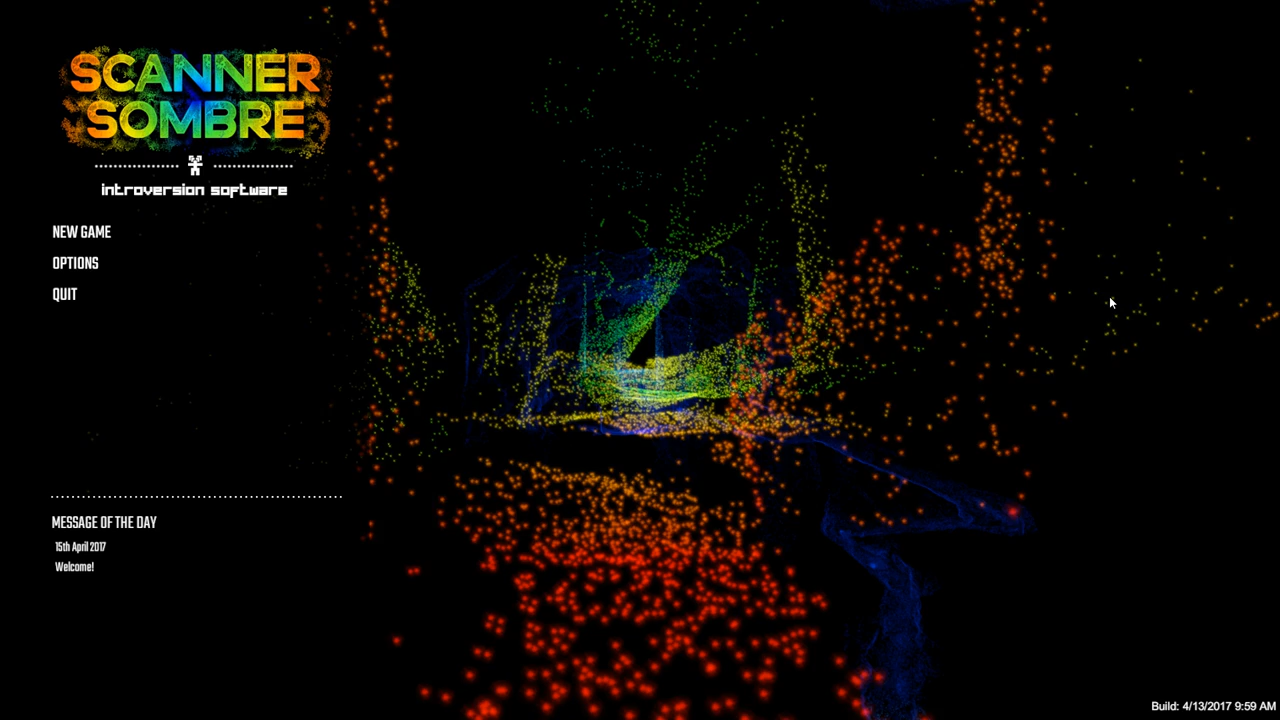 SCANNER
SOMBRE
introversion software
NEW GAME
OPTIONS
QUIT
MESSAGE OF THE DAY
15th April 2017
Welcome!
Build: 4/13/2017 9:59 AM